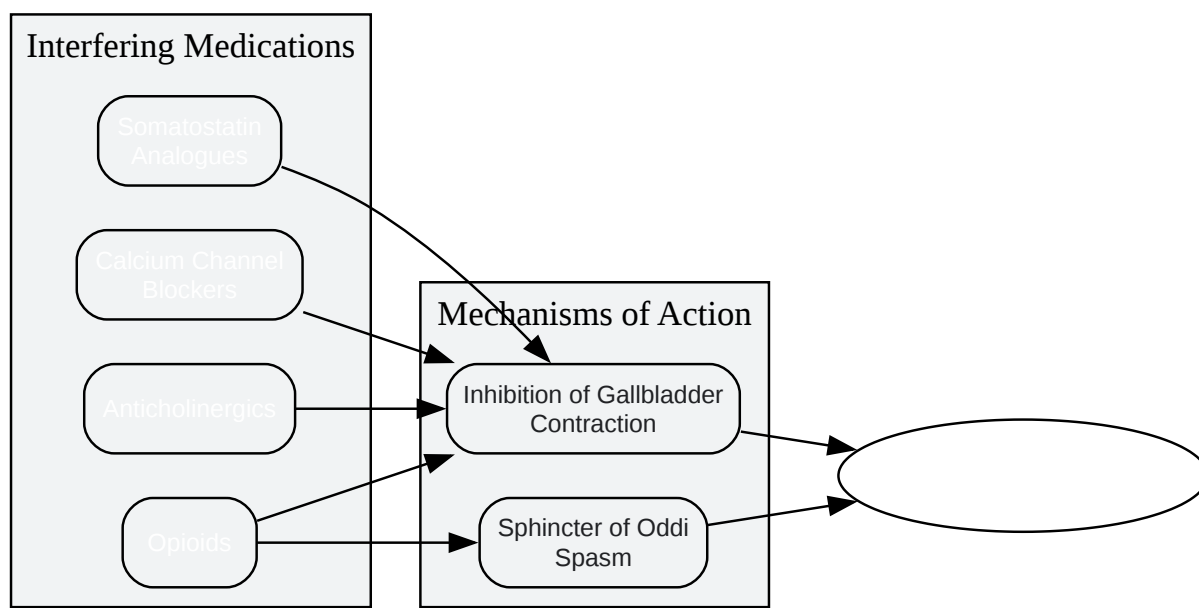 Interfering Medications
Somatostatin
Analogues
Calcium Channel
Blockers
Anticholinergics
Opioids
Mechanisms of Action
Inhibition of Gallbladder
Contraction
Sphincter of Oddi
Spasm